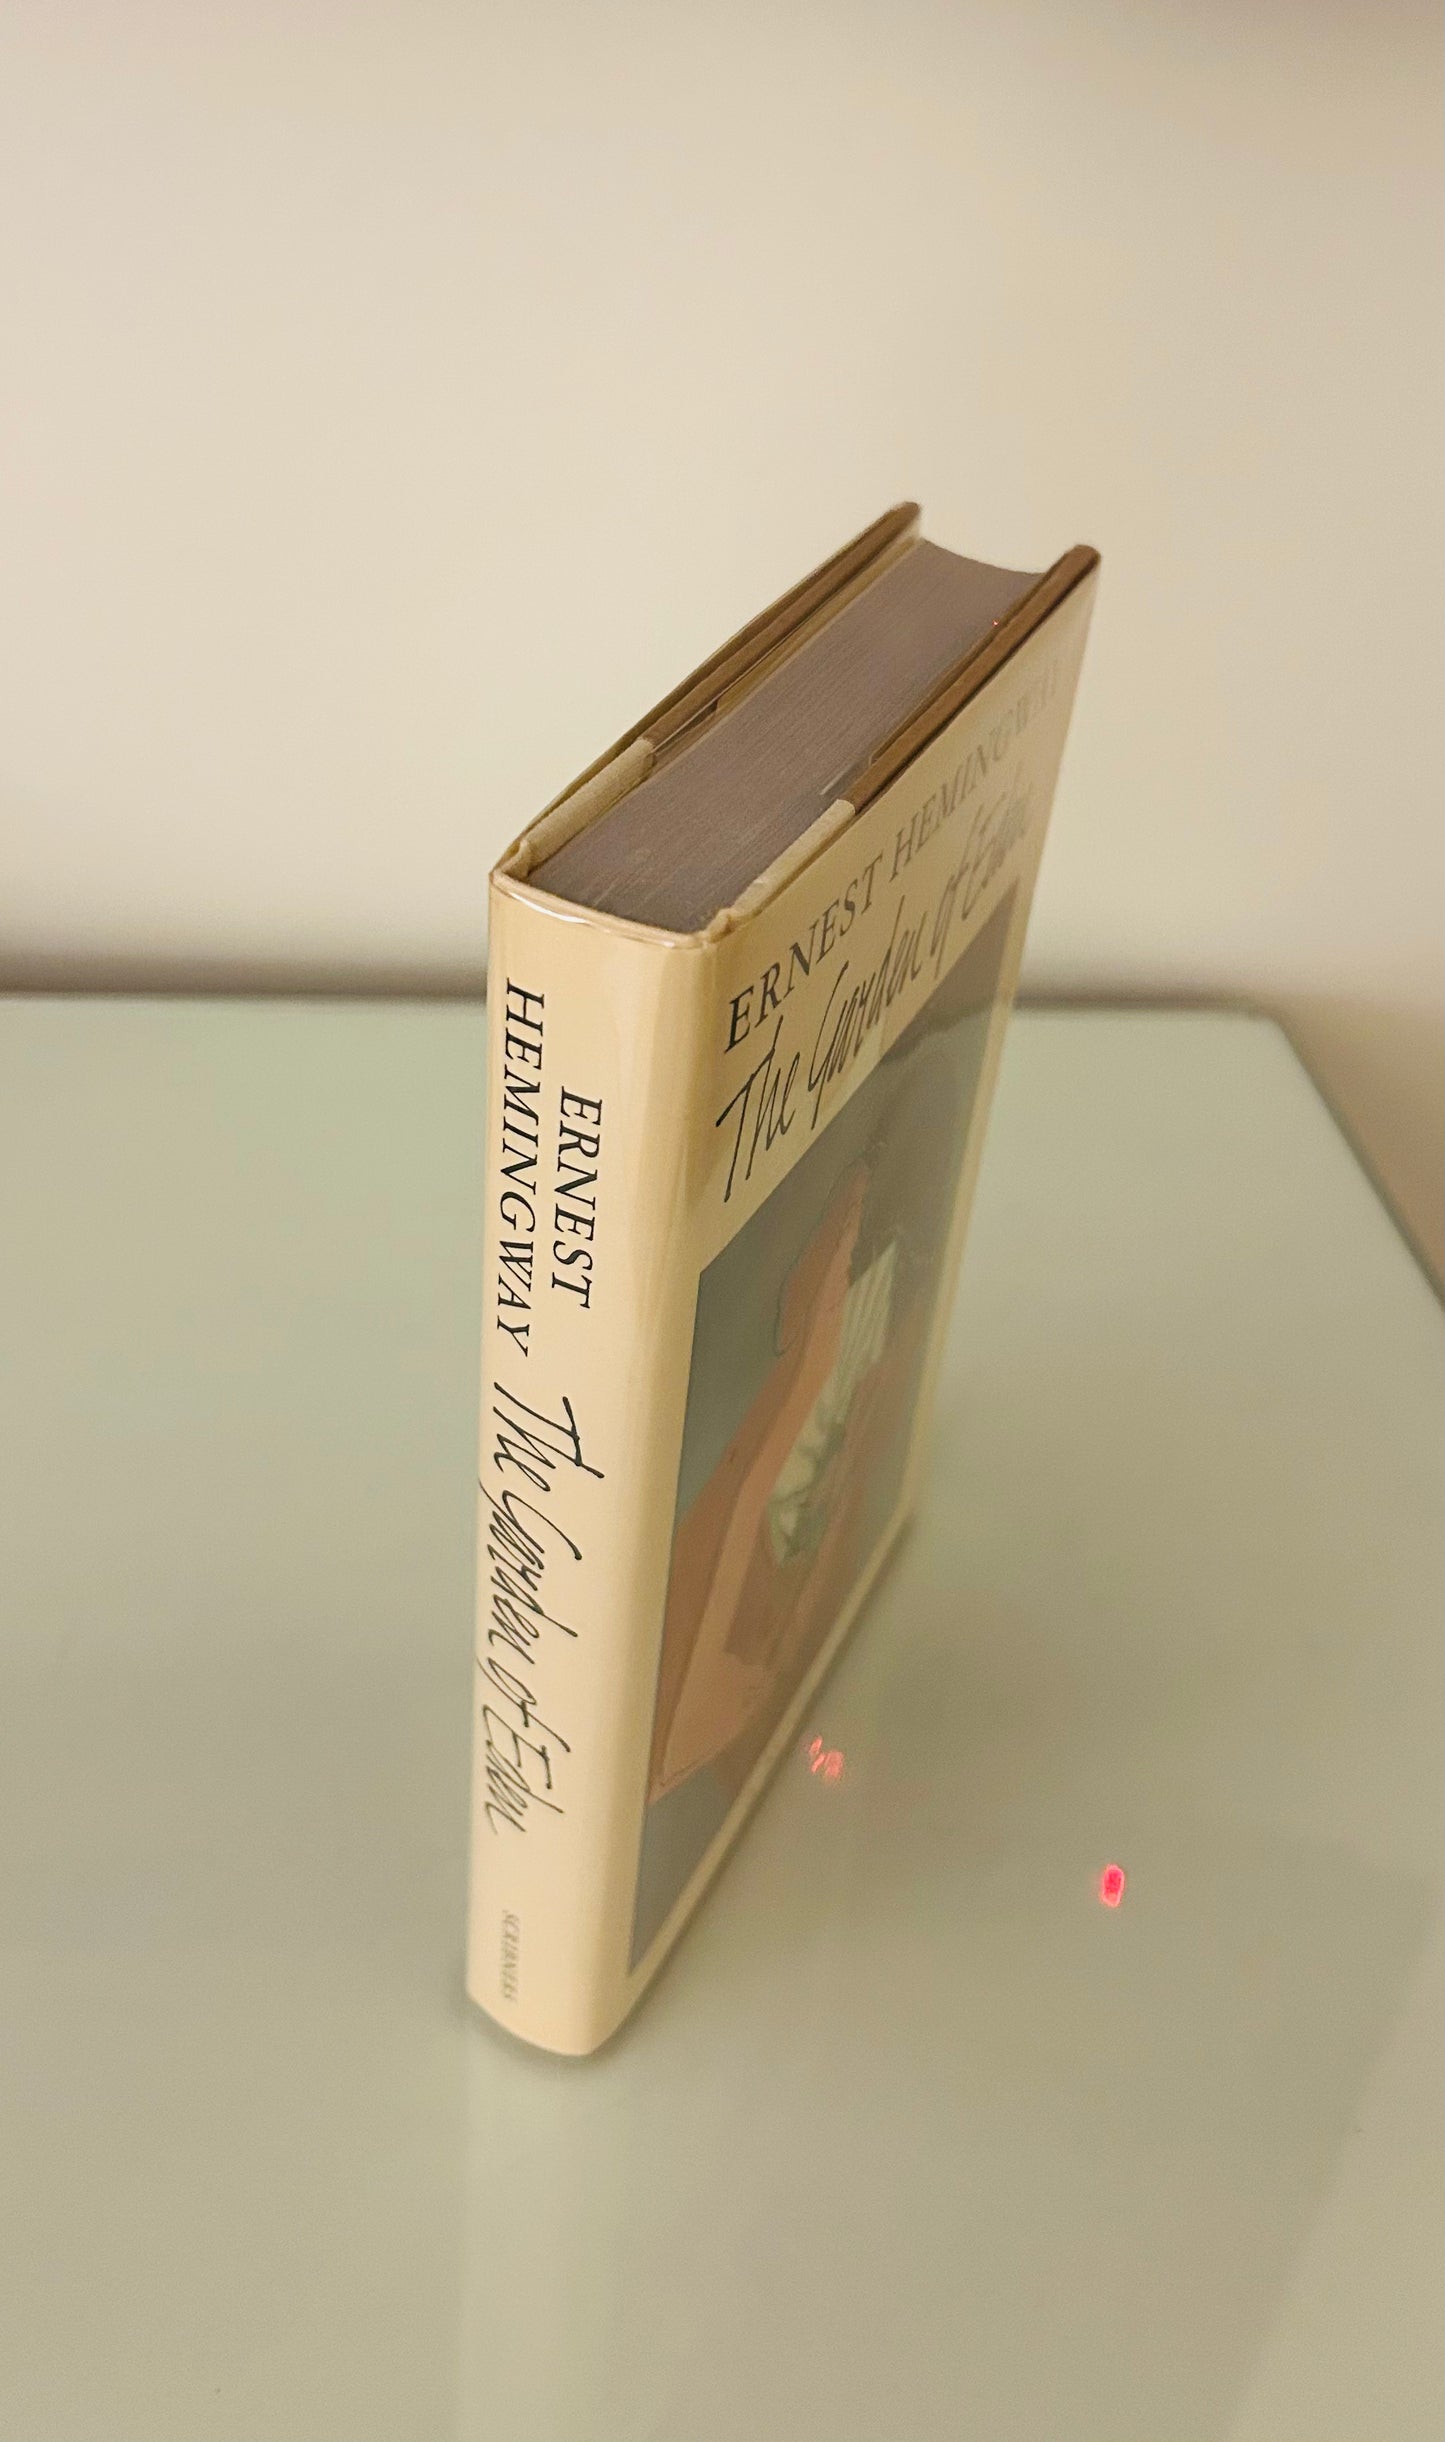 ERNEST
HEMINGWAY
The Garden of Eden
SCRIBNERS
ERNEST HEMINGWAY
The Garden of Eden